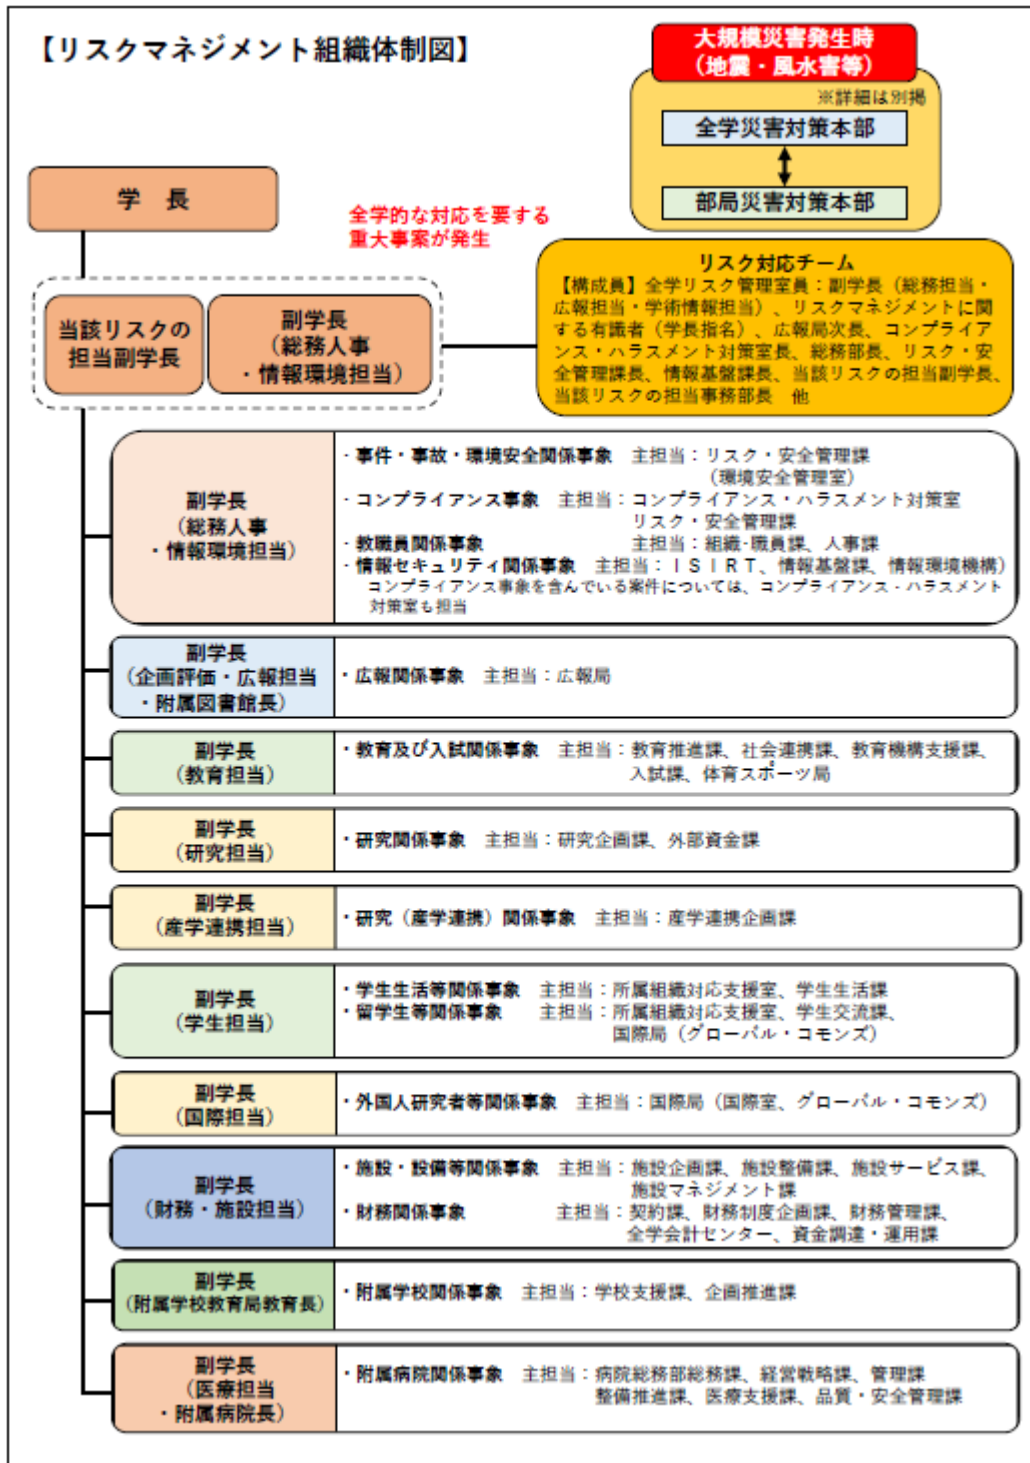 【リスクマネジメント組織体制図】
大規模災害発生時
（地震・風水害等）
※詳細は別掲
全学災害対策本部
部局災害対策本部
学　長
全学的な対応を要する
重大事案が発生
当該リスクの
担当副学長
副学長
（総務人事
・情報環境担当）
リスク対応チーム
【構成員】全学リスク管理室員：副学長（総務担当・
広報担当・学術情報担当）、リスクマネジメントに関
する有識者（学長指名）、広報局次長、コンプライア
ンス・ハラスメント対策室長、総務部長、リスク・安
全管理課長、情報基盤課長、当該リスクの担当副学長、
当該リスクの担当事務部長　他
副学長
（総務人事
・情報環境担当）
・事件・事故・環境安全関係事象　主担当：リスク・安全管理課
（環境安全管理室）
・コンプライアンス事象　主担当：コンプライアンス・ハラスメント対策室
リスク・安全管理課
・教職員関係事象　主担当：組織・職員課、人事課
・情報セキュリティ関係事象　主担当：ＩＳＩＲＴ、情報基盤課、情報環境機構）
コンプライアンス事象を含んでいる案件については、コンプライアンス・ハラスメント
対策室も担当
副学長
（企画評価・広報担当
・附属図書館長）
・広報関係事象　主担当：広報局
副学長
（教育担当）
・教育及び入試関係事象　主担当：教育推進課、社会連携課、教育機構支援課、
入試課、体育スポーツ局
副学長
（研究担当）
・研究関係事象　主担当：研究企画課、外部資金課
副学長
（産学連携担当）
・研究（産学連携）関係事象　主担当：産学連携企画課
副学長
（学生担当）
・学生生活等関係事象　主担当：所属組織対応支援室、学生生活課
・留学生等関係事象　主担当：所属組織対応支援室、学生交流課、
国際局（グローバル・コモンズ）
副学長
（国際担当）
・外国人研究者等関係事象　主担当：国際局（国際室、グローバル・コモンズ）
副学長
（財務・施設担当）
・施設・設備等関係事象　主担当：施設企画課、施設整備課、施設サービス課、
施設マネジメント課
・財務関係事象　主担当：契約課、財務制度企画課、財務管理課、
全学会計センター、資金調達・運用課
副学長
（附属学校教育局教育長）
・附属学校関係事象　主担当：学校支援課、企画推進課
副学長
（医療担当
・附属病院長）
・附属病院関係事象　主担当：病院総務部総務課、経営戦略課、管理課
整備推進課、医療支援課、品質・安全管理課